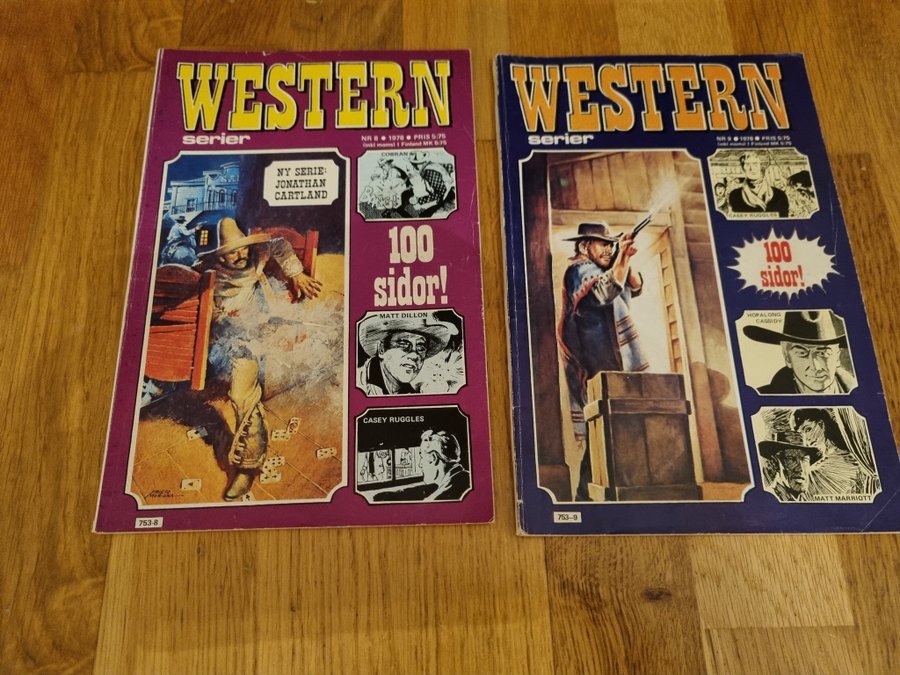 WESTERN
serier
NR 8 ● 1978 ● PRIS 5:75
(inkl moms) I Finland MK 5:75
NY SERIE:
JONATHAN
CARTLAND
COBRAN
100
sidor!
MATT DILLON
CASEY RUGGLES
753-8
WESTERN
serier
NR 9 ● 1978 ● PRIS 5:75
(inkl moms) I Finland MK 5:75
CASEY RUGGLES
100
sidor!
HOPALONG
CASSIDY
MATT MARRIOTT
753-9